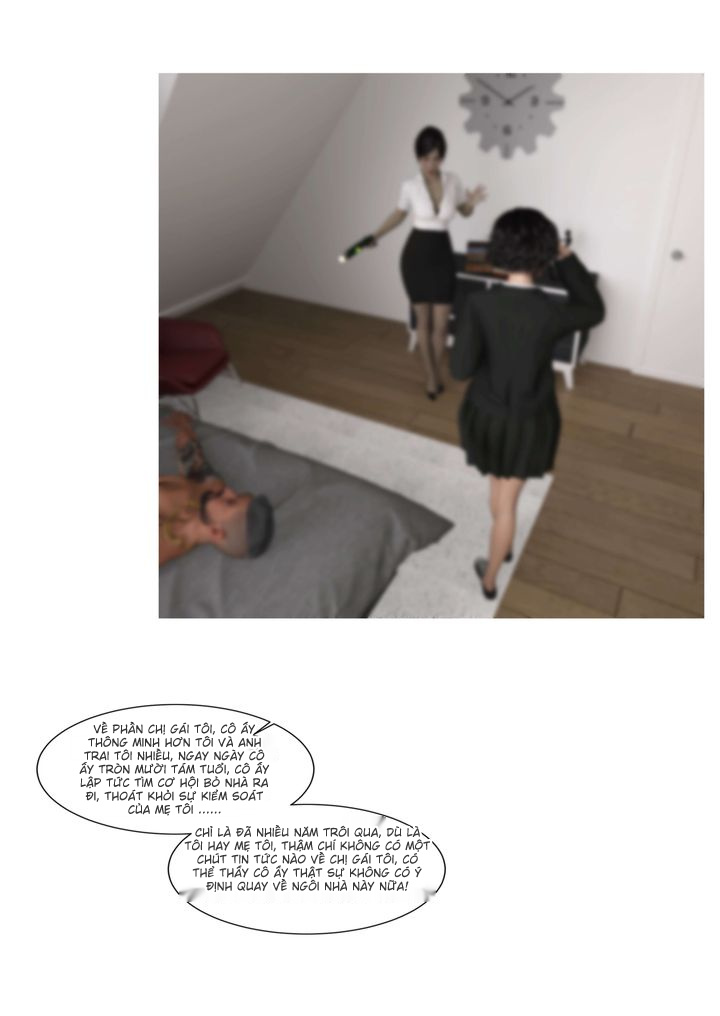 VỀ PHẦN CHỊ GÁI TÔI, CÔ ẤY
THÔNG MINH HƠN TÔI VÀ ANH
TRAI TÔI NHIỀU, NGAY NGÀY CÔ
ẤY TRÒN MƯỜI TÁM TUỔI, CÔ ẤY
LẬP TỨC TÌM CƠ HỘI BỎ NHÀ RA
ĐI, THOÁT KHỎI SỰ KIỂM SOÁT
CỦA MẸ TÔI ......
CHỈ LÀ ĐÃ NHIỀU NĂM TRÔI QUA, DÙ LÀ
TÔI HAY MẸ TÔI, THẬM CHÍ KHÔNG CÓ MỘT
CHÚT TIN TỨC NÀO VỀ CHỊ GÁI TÔI, CÓ
THỂ THẤY CÔ ẤY THẬT SỰ KHÔNG CÓ Ý
ĐỊNH QUAY VỀ NGÔI NHÀ NÀY NỮA!